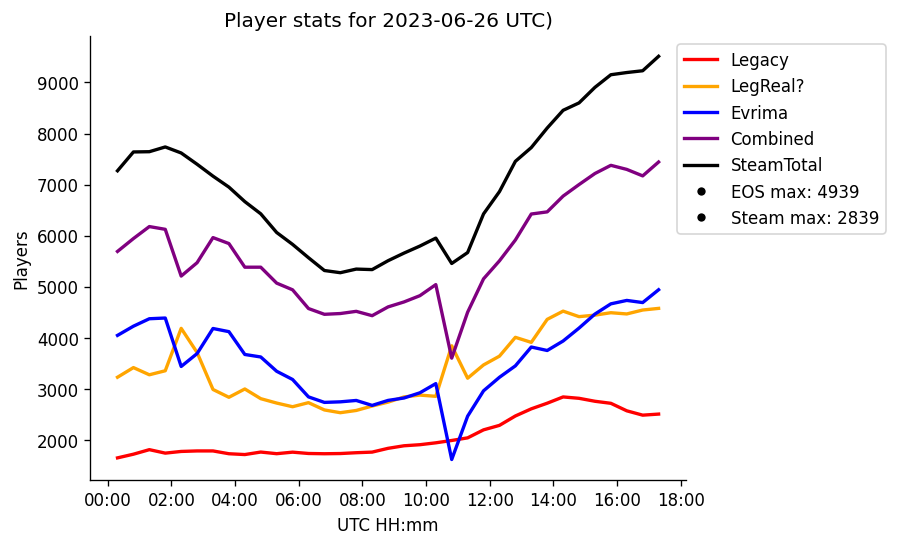 Player stats for 2023-06-26 UTC)
Players
9000
8000
7000
6000
5000
4000
3000
2000
00:00 02:00 04:00 06:00 08:00 10:00 12:00 14:00 16:00 18:00
UTC HH:mm
Legacy
LegReal?
Evrima
Combined
SteamTotal
EOS max: 4939
Steam max: 2839